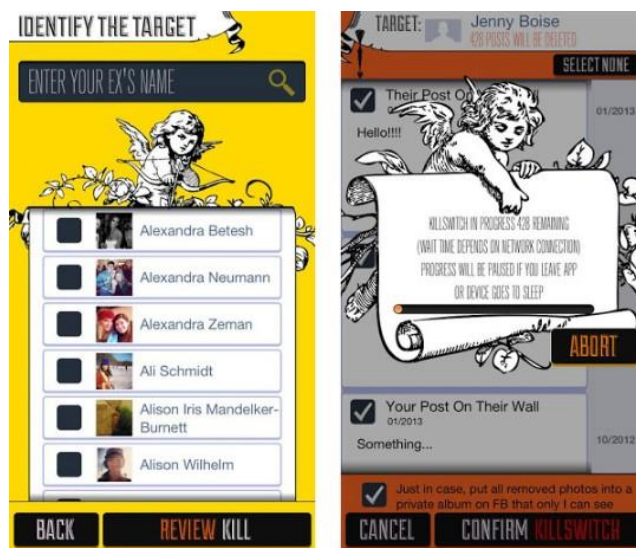 IDENTIFY THE TARGET
ENTER YOUR EX'S NAME
Alexandra Betesh
Alexandra Neumann
Alexandra Zeman
Ali Schmidt
Alison Iris Mandelker-
Burnett
Alison Wilhelm
BACK
REVIEW KILL
TARGET: Jenny Boise
428 POSTS WILL BE DELETED
SELECT NONE
Their Post On
01/2013
Hello!!!!
KILLSWITCH IN PROGRESS 428 REMAINING
(WAIT TIME DEPENDS ON NETWORK CONNECTION)
PROGRESS WILL BE PAUSED IF YOU LEAVE APP
OR DEVICE GOES TO SLEEP
ABORT
Your Post On Their Wall
01/2013
Something...
10/2012
Just in case, put all removed photos into a
private album on FB that only I can see
CANCEL
CONFIRM KILLSWITCH